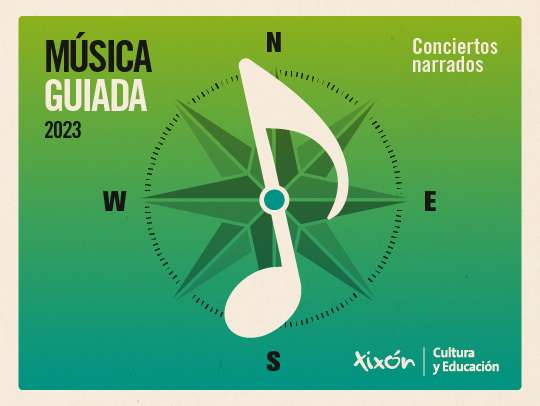 MÚSICA
GUIADA
2023
Conciertos
narrados
N
W
E
S
xixón
Cultura
y Educación